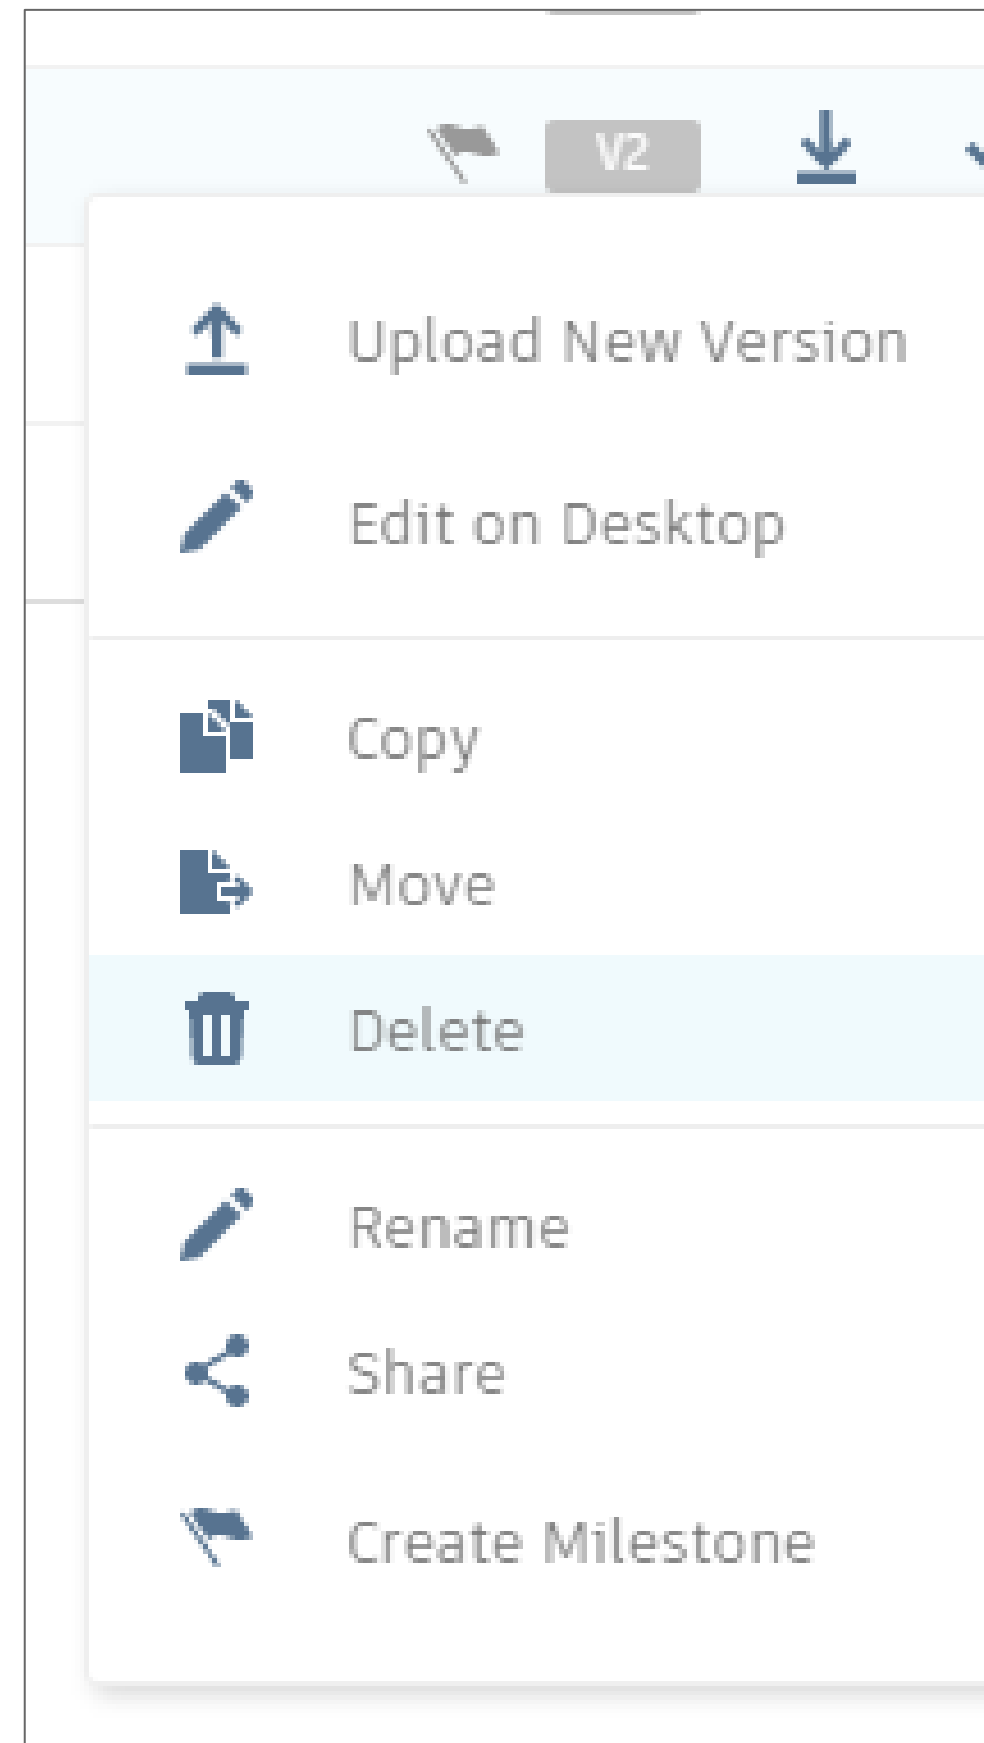 V2
Upload New Version
Edit on Desktop
Copy
Move
Delete
Rename
Share
Create Milestone